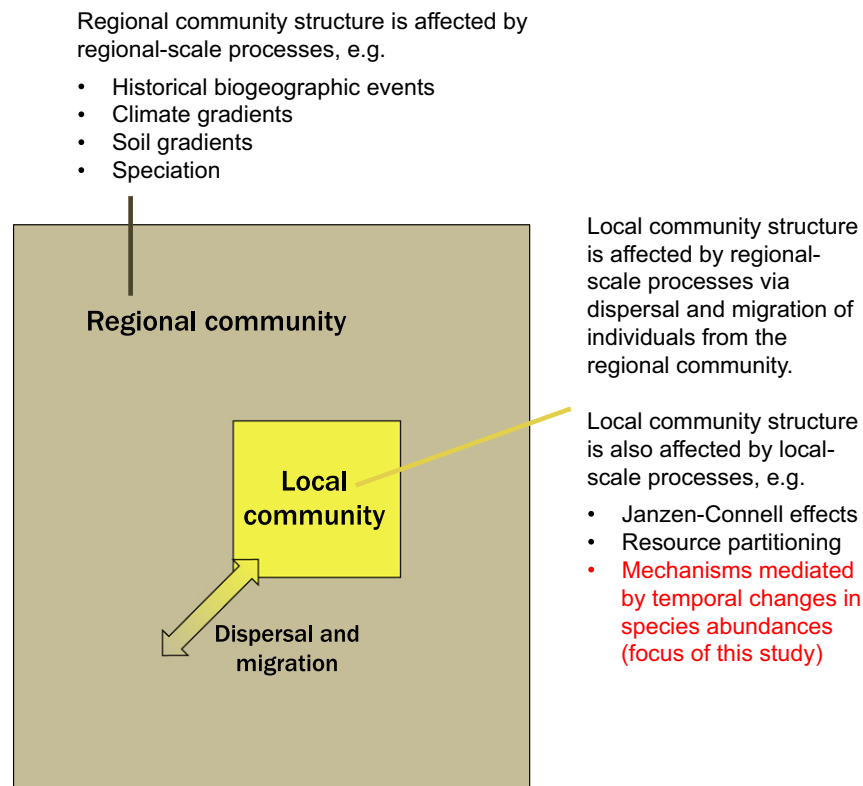 Regional community structure is affected by
regional-scale processes, e.g.
• Historical biogeographic events
• Climate gradients
• Soil gradients
• Speciation
Regional community
Local
community
Dispersal and
migration
Local community structure
is affected by regional-
scale processes via
dispersal and migration of
individuals from the
regional community.
Local community structure
is also affected by local-
scale processes, e.g.
• Janzen-Connell effects
• Resource partitioning
• Mechanisms mediated
by temporal changes in
species abundances
(focus of this study)